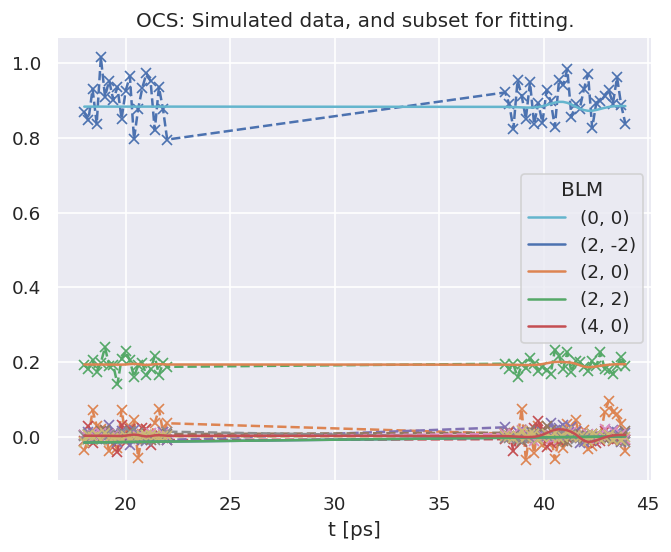 OCS: Simulated data, and subset for fitting.
1.0
0.8
0.6
0.4
0.2
0.0
BLM
(0, 0)
(2, -2)
(2, 0)
(2, 2)
(4, 0)
20 25 30 35 40 45
t [ps]